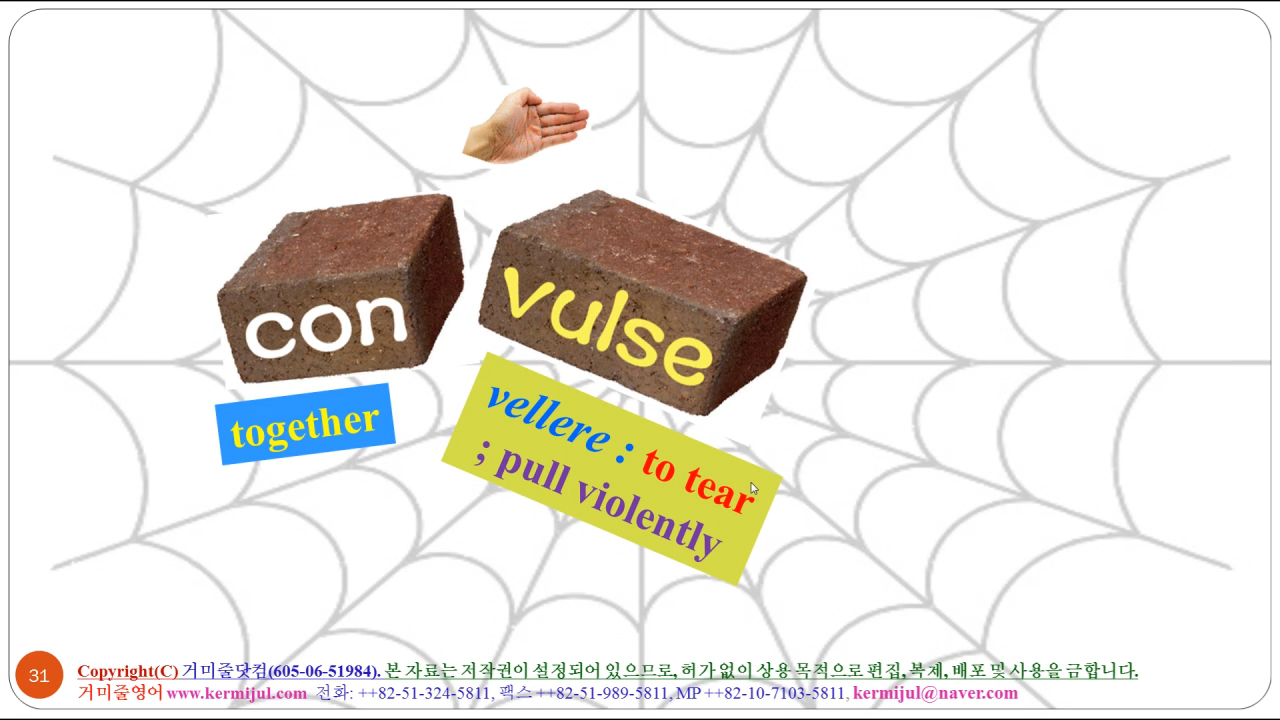 con
vulse
together
vellere : to tear
; pull violently
31
Copyright(C) 거미줄닷컴(605-06-51984). 본 자료는 저작권이 설정되어 있으므로, 허가 없이 상용 목적으로 편집, 복제, 배포 및 사용을 금합니다.
거미줄영어 www.kermijul.com 전화: ++82-51-324-5811, 팩스 ++82-51-989-5811, MP ++82-10-7103-5811, kermijul@naver.com